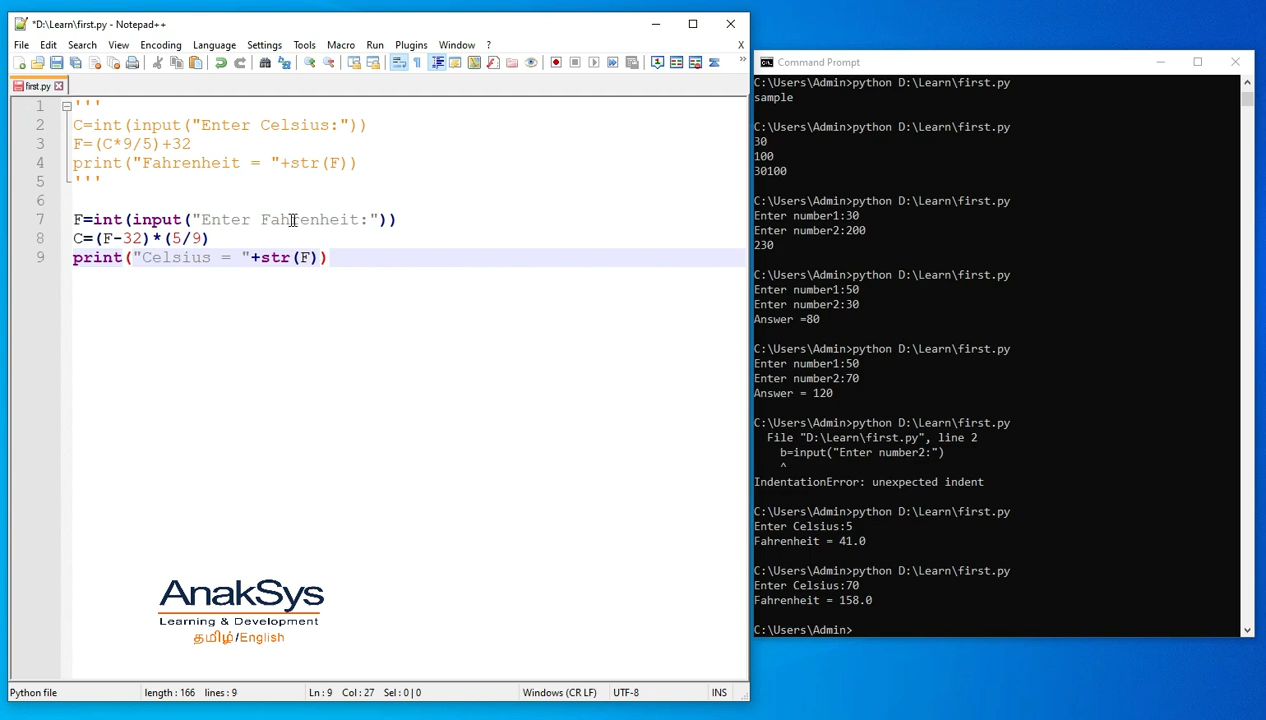 *D:\Learn\first.py - Notepad++
File Edit Search View Encoding Language Settings Tools Macro Run Plugins Window ? X
first.py
1 '''
2 C=int(input("Enter Celsius:"))
3 F=(C*9/5)+32
4 print("Fahrenheit = "+str(F))
5 '''
6
7 F=int(input("Enter Fahrenheit:"))
8 C=(F-32)*(5/9)
9 print("Celsius = "+str(F))
AnakSys
Learning & Development
தமிழ்/English
Python file length : 166 lines : 9 Ln : 9 Col : 27 Sel : 0 | 0 Windows (CR LF) UTF-8 INS
Command Prompt
C:\Users\Admin>python D:\Learn\first.py
sample
C:\Users\Admin>python D:\Learn\first.py
30
100
30100
C:\Users\Admin>python D:\Learn\first.py
Enter number1:30
Enter number2:200
230
C:\Users\Admin>python D:\Learn\first.py
Enter number1:50
Enter number2:30
Answer =80
C:\Users\Admin>python D:\Learn\first.py
Enter number1:50
Enter number2:70
Answer = 120
C:\Users\Admin>python D:\Learn\first.py
File "D:\Learn\first.py", line 2
b=input("Enter number2:")
^
IndentationError: unexpected indent
C:\Users\Admin>python D:\Learn\first.py
Enter Celsius:5
Fahrenheit = 41.0
C:\Users\Admin>python D:\Learn\first.py
Enter Celsius:70
Fahrenheit = 158.0
C:\Users\Admin>